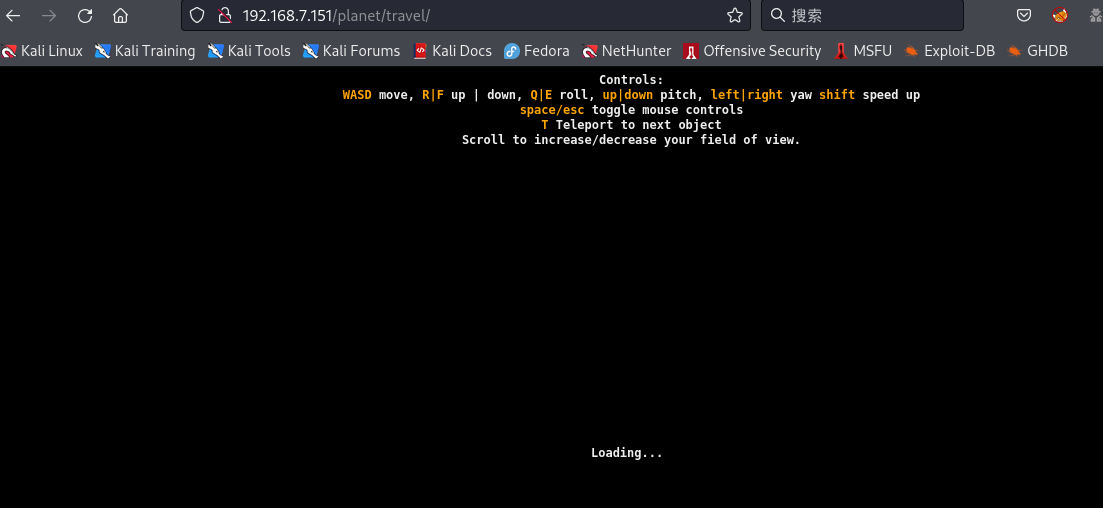 192.168.7.151/planet/travel/
搜索
Kali Linux Kali Training Kali Tools Kali Forums Kali Docs Fedora NetHunter Offensive Security MSFU Exploit-DB GHDB
Controls:
WASD move, R|F up | down, Q|E roll, up|down pitch, left|right yaw shift speed up
space/esc toggle mouse controls
T Teleport to next object
Scroll to increase/decrease your field of view.
Loading...